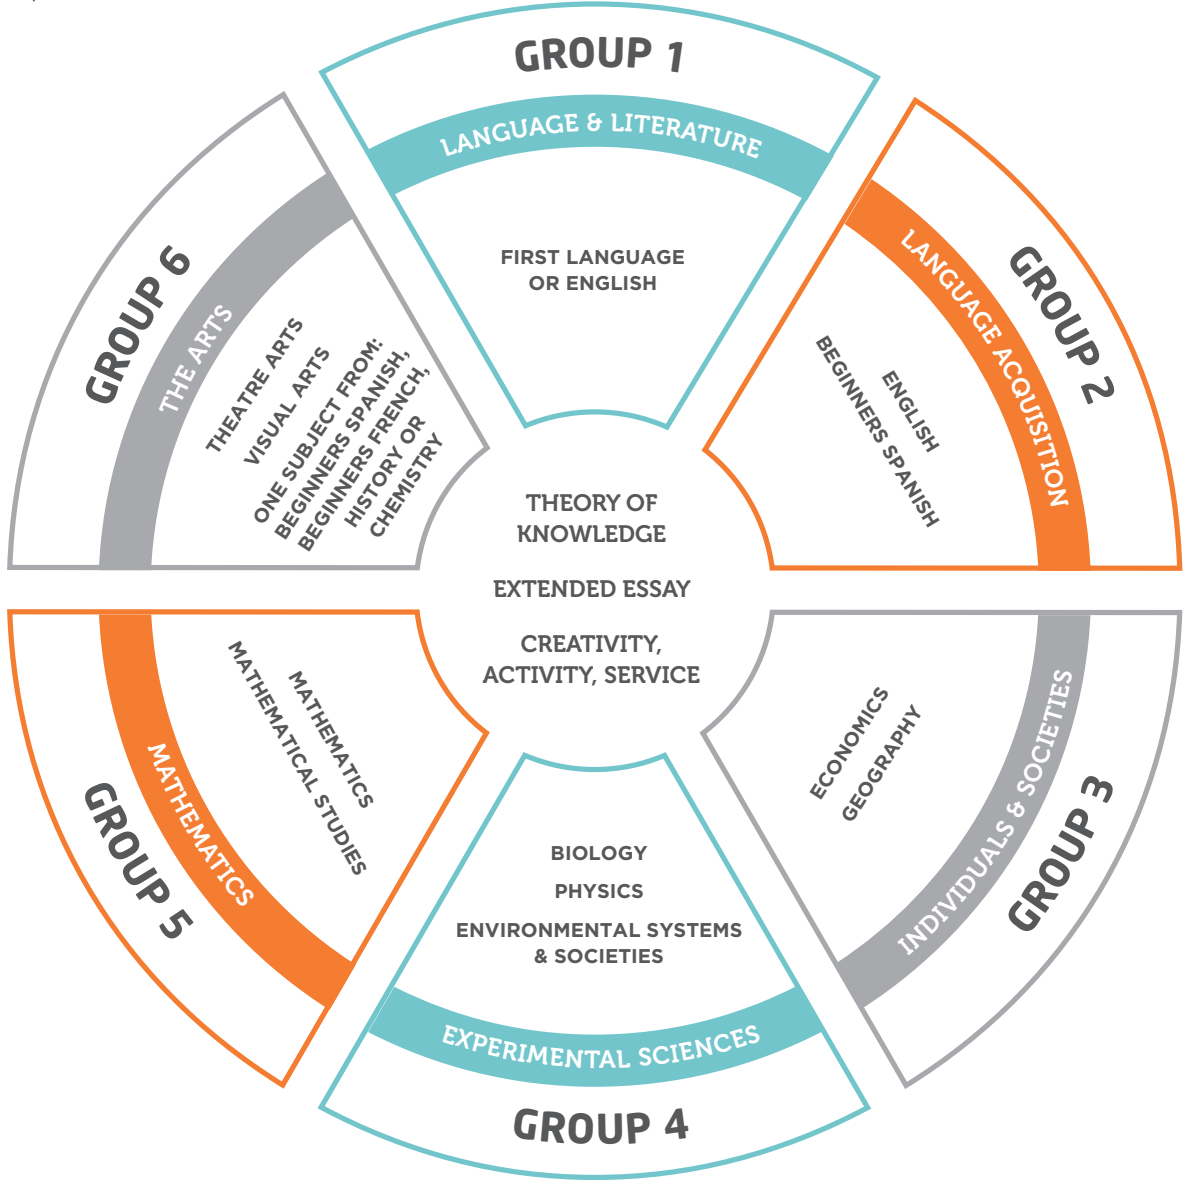 GROUP 1
LANGUAGE & LITERATURE
FIRST LANGUAGE
OR ENGLISH
GROUP 2
LANGUAGE ACQUISITION
ENGLISH
BEGINNERS SPANISH
GROUP 3
INDIVIDUALS & SOCIETIES
ECONOMICS
GEOGRAPHY
GROUP 4
EXPERIMENTAL SCIENCES
BIOLOGY
PHYSICS
ENVIRONMENTAL SYSTEMS
& SOCIETIES
GROUP 5
MATHEMATICS
MATHEMATICS
MATHEMATICAL STUDIES
GROUP 6
THE ARTS
THEATRE ARTS
VISUAL ARTS
ONE SUBJECT FROM:
BEGINNERS SPANISH,
BEGINNERS FRENCH,
HISTORY OR
CHEMISTRY
THEORY OF
KNOWLEDGE
EXTENDED ESSAY
CREATIVITY,
ACTIVITY, SERVICE